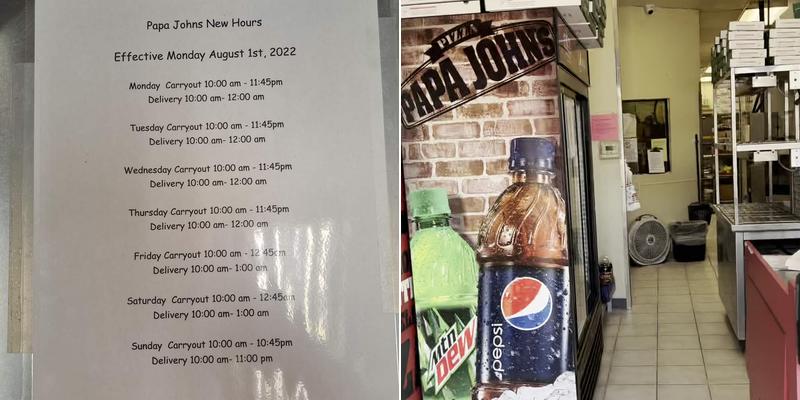 Papa Johns New Hours
Effective Monday August 1st, 2022
Monday Carryout 10:00 am - 11:45pm
Delivery 10:00 am- 12:00 am
Tuesday Carryout 10:00 am - 11:45pm
Delivery 10:00 am- 12:00 am
Wednesday Carryout 10:00 am - 11:45pm
Delivery 10:00 am- 12:00 am
Thursday Carryout 10:00 am - 11:45pm
Delivery 10:00 am- 12:00 am
Friday Carryout 10:00 am - 12:45am
Delivery 10:00 am- 1:00 am
Saturday Carryout 10:00 am - 12:45am
Delivery 10:00 am- 1:00 am
Sunday Carryout 10:00 am - 10:45pm
Delivery 10:00 am- 11:00 pm
PIZZA
PAPA JOHNS
Mtn
DEW
pepsi